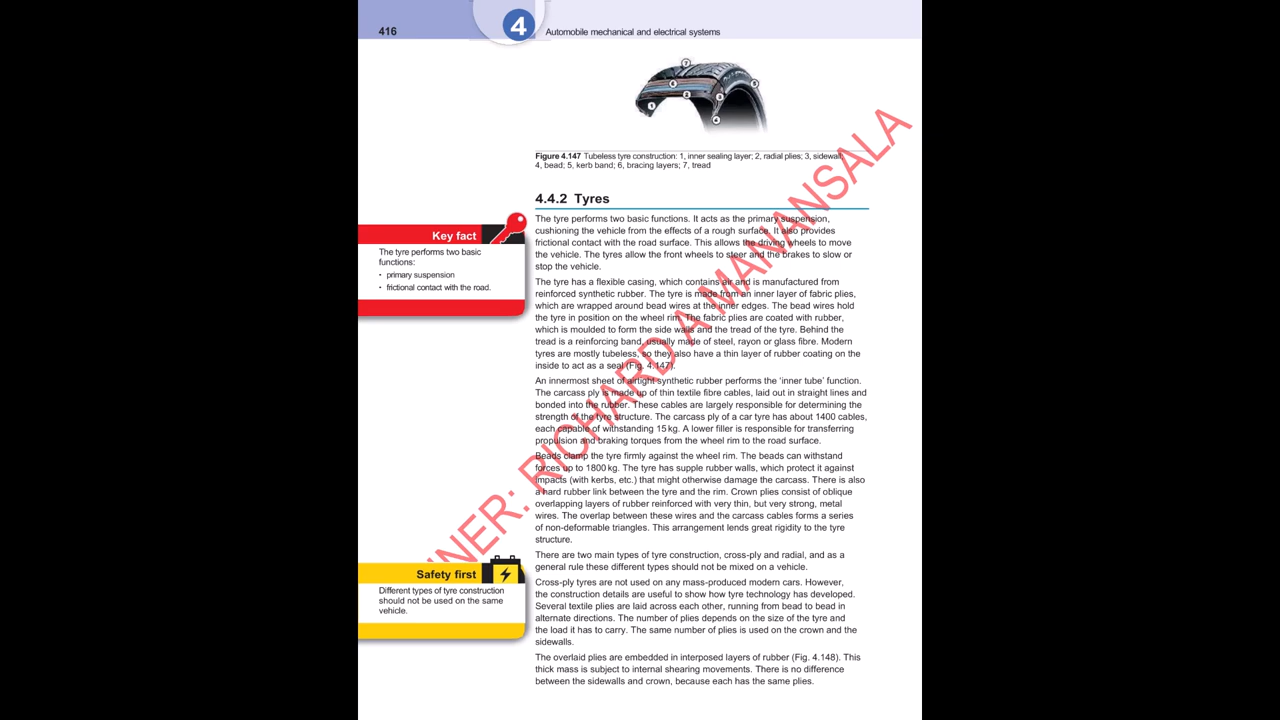 416
4
Automobile mechanical and electrical systems
7
6
5
2
3
1
4
Figure 4.147 Tubeless tyre construction: 1, inner sealing layer; 2, radial plies; 3, sidewall;
4, bead; 5, kerb band; 6, bracing layers; 7, tread
4.4.2 Tyres
The tyre performs two basic functions. It acts as the primary suspension,
cushioning the vehicle from the effects of a rough surface. It also provides
frictional contact with the road surface. This allows the driving wheels to move
the vehicle. The tyres allow the front wheels to steer and the brakes to slow or
stop the vehicle.
Key fact
The tyre performs two basic
functions:
• primary suspension
• frictional contact with the road.
The tyre has a flexible casing, which contains air and is manufactured from
reinforced synthetic rubber. The tyre is made from an inner layer of fabric plies,
which are wrapped around bead wires at the inner edges. The bead wires hold
the tyre in position on the wheel rim. The fabric plies are coated with rubber,
which is moulded to form the side walls and the tread of the tyre. Behind the
tread is a reinforcing band, usually made of steel, rayon or glass fibre. Modern
tyres are mostly tubeless, so they also have a thin layer of rubber coating on the
inside to act as a seal (Fig. 4.147).
An innermost sheet of airtight synthetic rubber performs the ‘inner tube’ function.
The carcass ply is made up of thin textile fibre cables, laid out in straight lines and
bonded into the rubber. These cables are largely responsible for determining the
strength of the tyre structure. The carcass ply of a car tyre has about 1400 cables,
each capable of withstanding 15 kg. A lower filler is responsible for transferring
propulsion and braking torques from the wheel rim to the road surface.
Beads clamp the tyre firmly against the wheel rim. The beads can withstand
forces up to 1800 kg. The tyre has supple rubber walls, which protect it against
impacts (with kerbs, etc.) that might otherwise damage the carcass. There is also
a hard rubber link between the tyre and the rim. Crown plies consist of oblique
overlapping layers of rubber reinforced with very thin, but very strong, metal
wires. The overlap between these wires and the carcass cables forms a series
of non-deformable triangles. This arrangement lends great rigidity to the tyre
structure.
There are two main types of tyre construction, cross-ply and radial, and as a
general rule these different types should not be mixed on a vehicle.
Safety first
Different types of tyre construction
should not be used on the same
vehicle.
Cross-ply tyres are not used on any mass-produced modern cars. However,
the construction details are useful to show how tyre technology has developed.
Several textile plies are laid across each other, running from bead to bead in
alternate directions. The number of plies depends on the size of the tyre and
the load it has to carry. The same number of plies is used on the crown and the
sidewalls.
The overlaid plies are embedded in interposed layers of rubber (Fig. 4.148). This
thick mass is subject to internal shearing movements. There is no difference
between the sidewalls and crown, because each has the same plies.
NER: RICHARD A MANANSALA